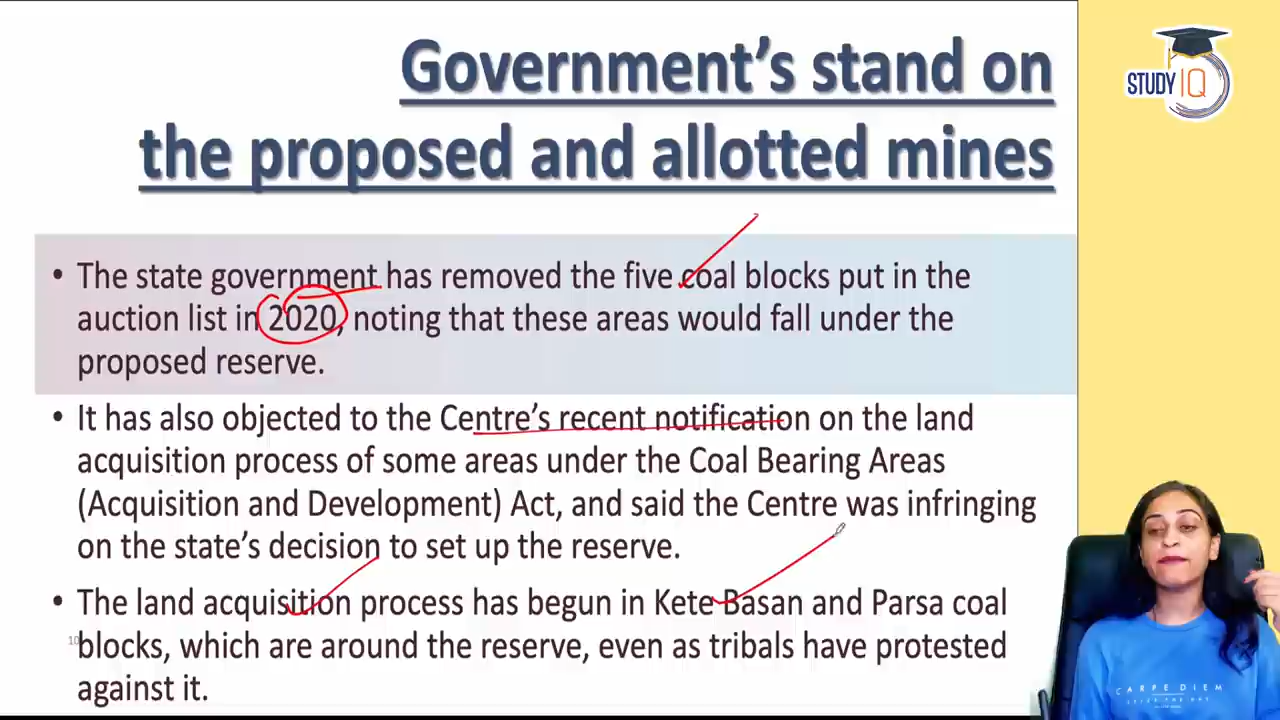 Government's stand on
the proposed and allotted mines
STUDY IQ
• The state government has removed the five coal blocks put in the
auction list in 2020, noting that these areas would fall under the
proposed reserve.
• It has also objected to the Centre's recent notification on the land
acquisition process of some areas under the Coal Bearing Areas
(Acquisition and Development) Act, and said the Centre was infringing
on the state's decision to set up the reserve.
• The land acquisition process has begun in Kete Basan and Parsa coal
blocks, which are around the reserve, even as tribals have protested
against it.
10
CARPE DIEM